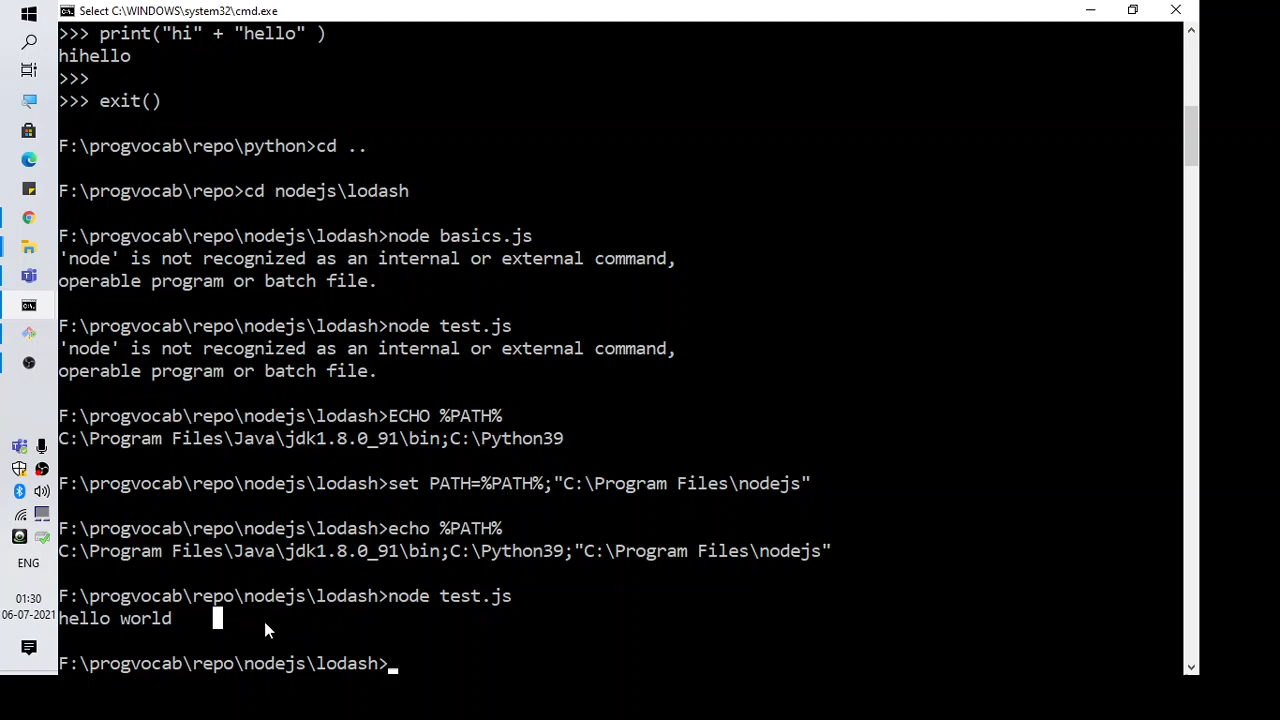 Select C:\WINDOWS\system32\cmd.exe
>>> print("hi" + "hello" )
hihello
>>>
>>> exit()
F:\progvocab\repo\python>cd ..
F:\progvocab\repo>cd nodejs\lodash
F:\progvocab\repo\nodejs\lodash>node basics.js
'node' is not recognized as an internal or external command,
operable program or batch file.
F:\progvocab\repo\nodejs\lodash>node test.js
'node' is not recognized as an internal or external command,
operable program or batch file.
F:\progvocab\repo\nodejs\lodash>ECHO %PATH%
C:\Program Files\Java\jdk1.8.0_91\bin;C:\Python39
F:\progvocab\repo\nodejs\lodash>set PATH=%PATH%;"C:\Program Files\nodejs"
F:\progvocab\repo\nodejs\lodash>echo %PATH%
C:\Program Files\Java\jdk1.8.0_91\bin;C:\Python39;"C:\Program Files\nodejs"
F:\progvocab\repo\nodejs\lodash>node test.js
hello world
F:\progvocab\repo\nodejs\lodash>
ENG
01:30
06-07-2021